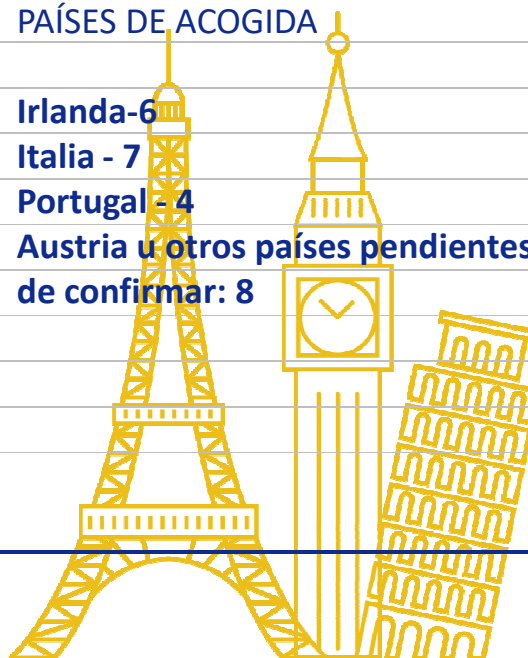 PAÍSES DE ACOGIDA
Irlanda-6
Italia - 7
Portugal - 4
Austria u otros países pendientes
de confirmar: 8